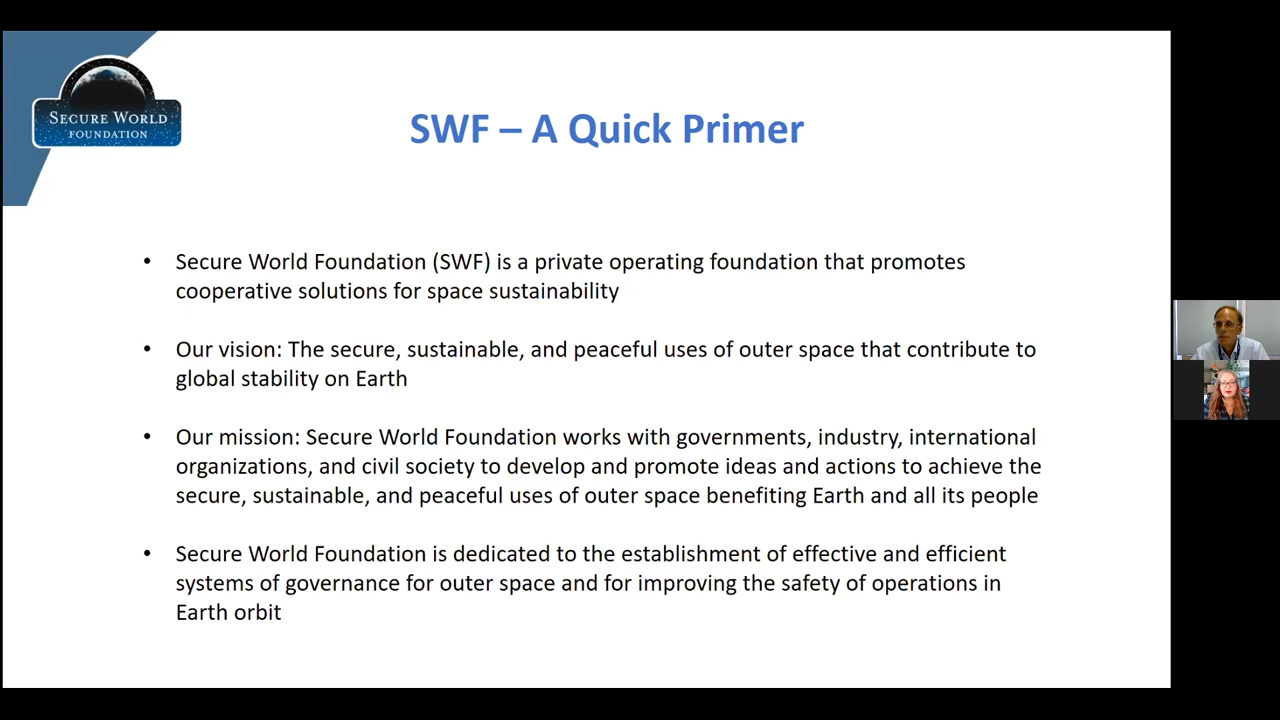 SECURE WORLD
FOUNDATION
SWF – A Quick Primer
• Secure World Foundation (SWF) is a private operating foundation that promotes
cooperative solutions for space sustainability
• Our vision: The secure, sustainable, and peaceful uses of outer space that contribute to
global stability on Earth
• Our mission: Secure World Foundation works with governments, industry, international
organizations, and civil society to develop and promote ideas and actions to achieve the
secure, sustainable, and peaceful uses of outer space benefiting Earth and all its people
• Secure World Foundation is dedicated to the establishment of effective and efficient
systems of governance for outer space and for improving the safety of operations in
Earth orbit